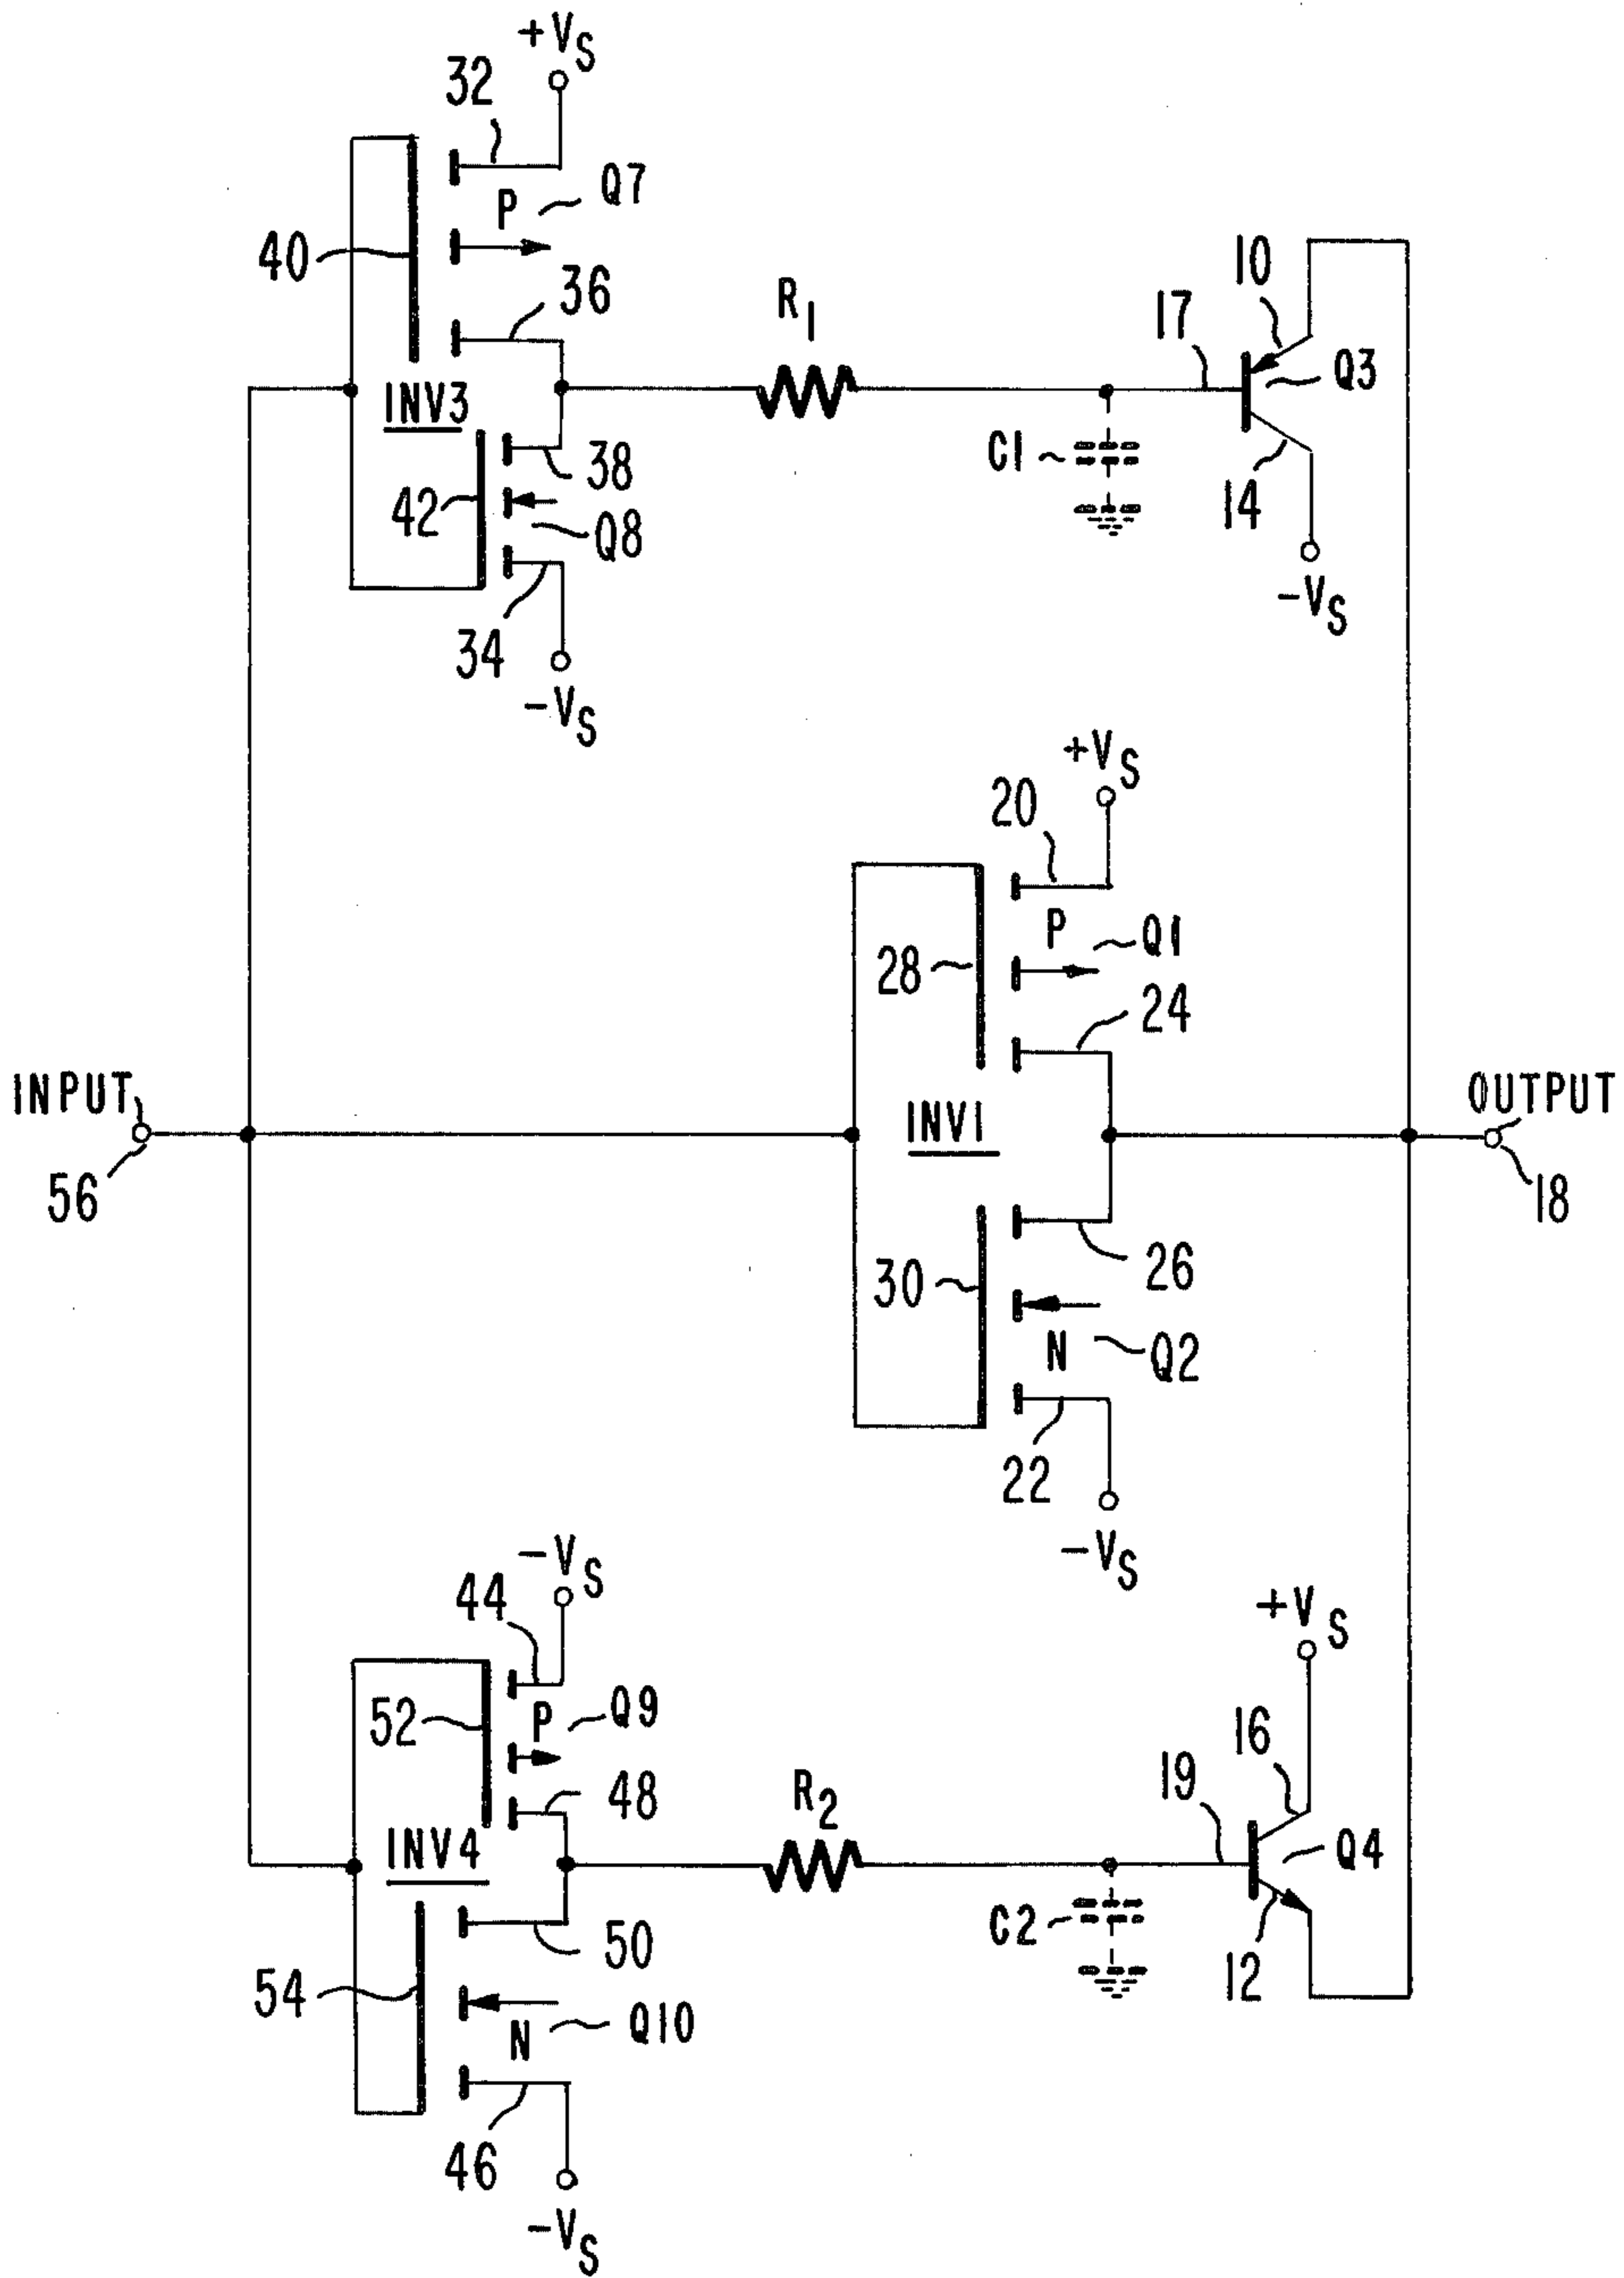 +VS
32
P
Q7
40
36
INV3
38
42
Q8
34
-VS
R1
17
10
Q3
C1
14
-VS
+VS
20
P
Q1
28
24
INPUT
56
INV1
OUTPUT
18
26
30
N
Q2
22
-VS
-VS
44
52
P
Q9
48
INV4
50
54
N
Q10
46
-VS
R2
+VS
16
19
Q4
C2
12